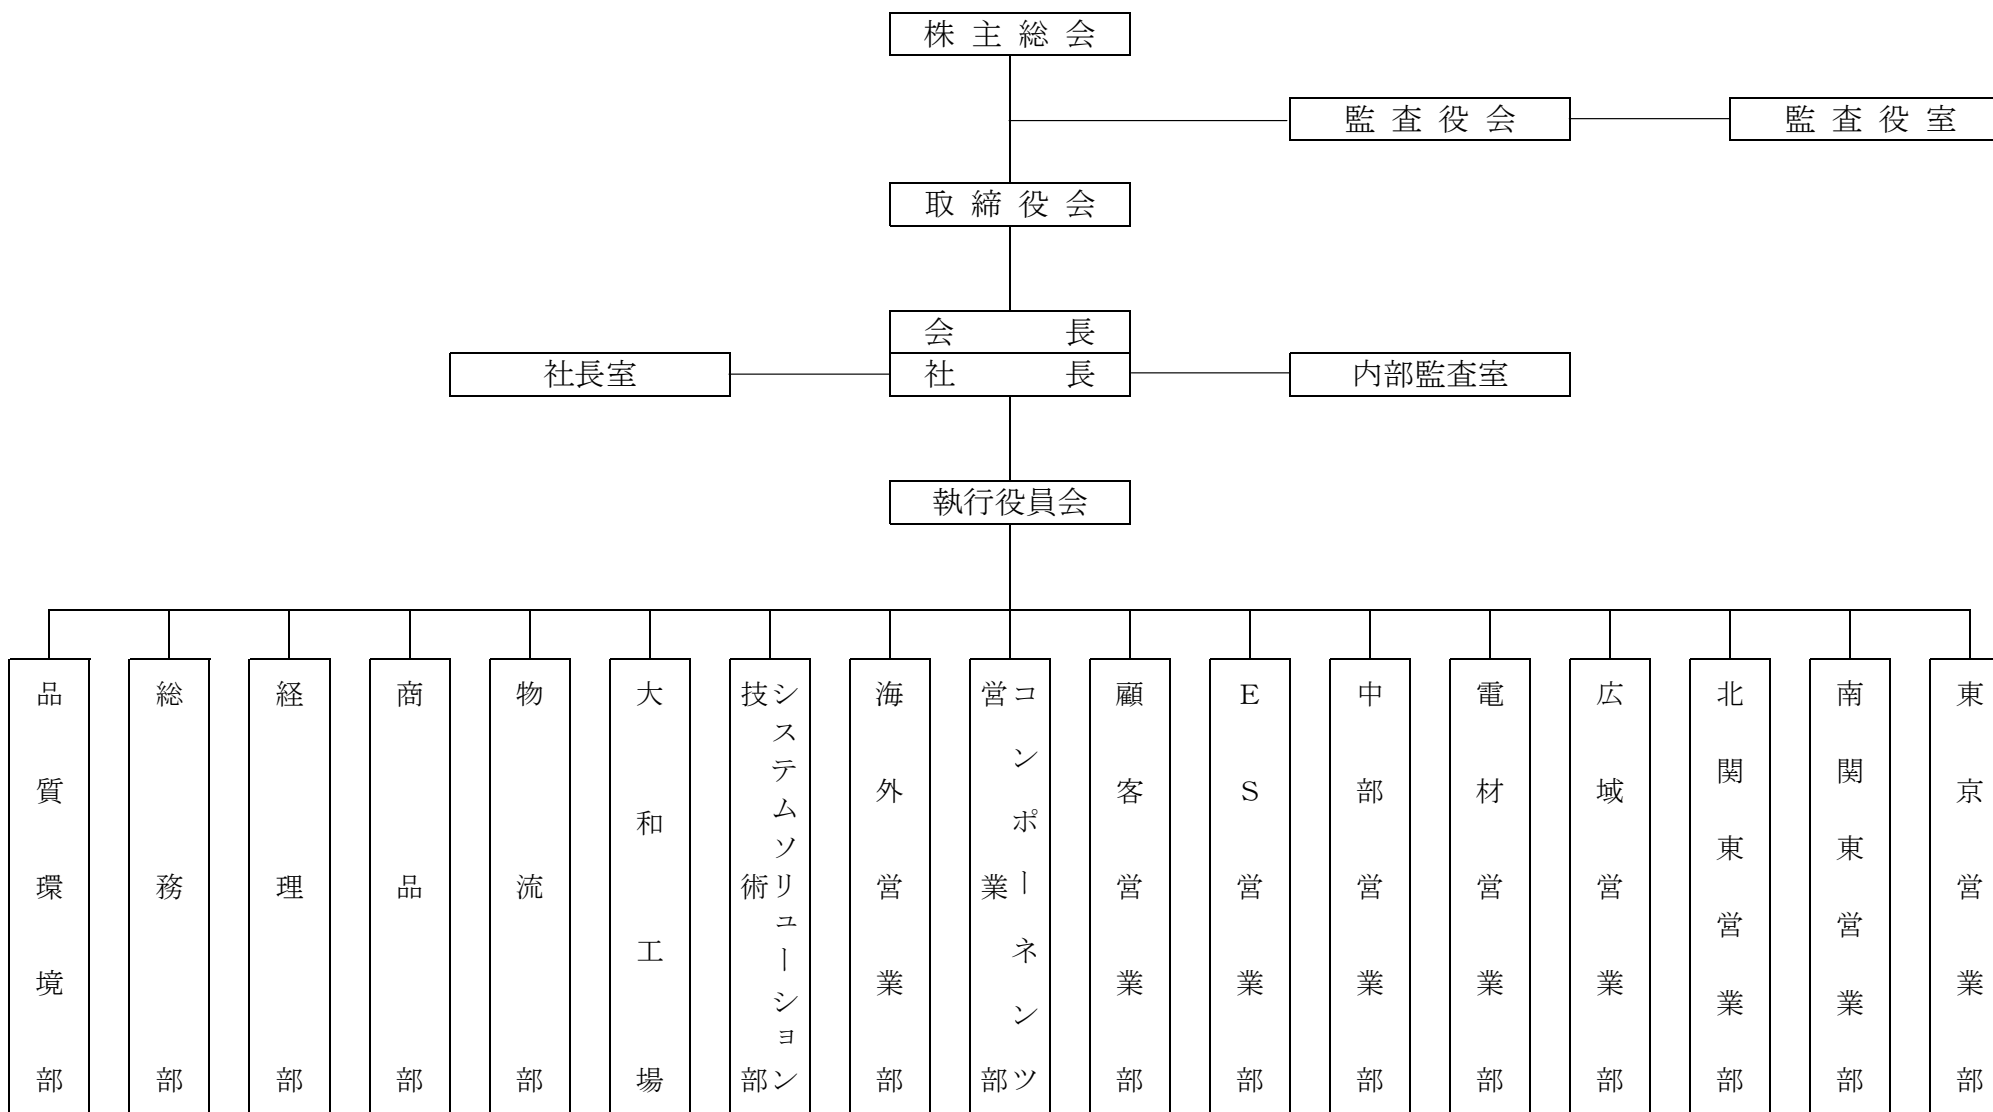 株主総会
監査役会
監査役室
取締役会
会長
社長室
社長
内部監査室
執行役員会
品質環境部
総務部
経理部
商品部
物流部
大和工場
システムソリューション
技術部
海外営業部
コンポーネンツ
営業部
顧客営業部
ES営業部
中部営業部
電材営業部
広域営業部
北関東営業部
南関東営業部
東京営業部